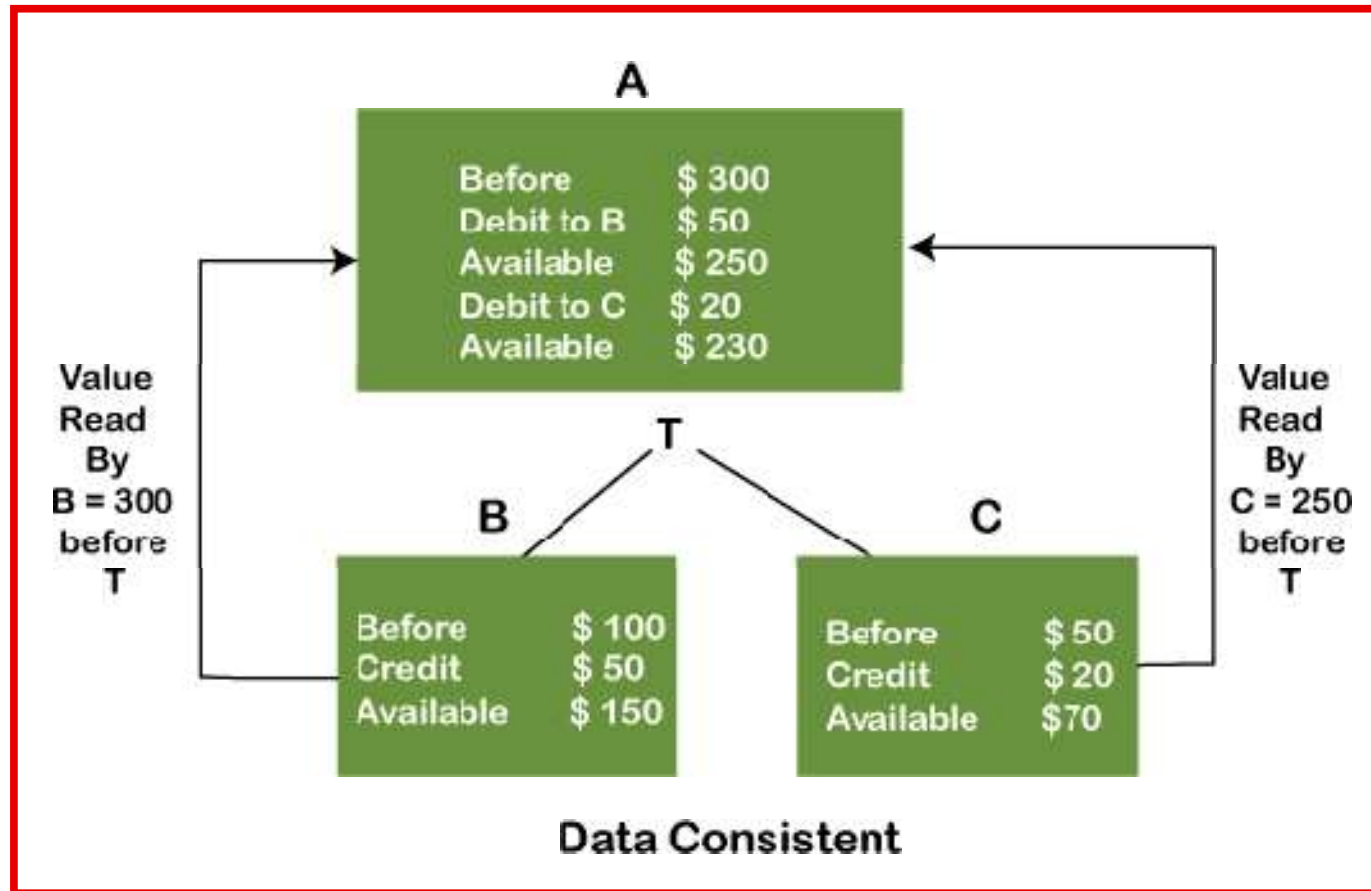 A
Before $ 300
Debit to B $ 50
Available $ 250
Debit to C $ 20
Available $ 230
Value
Read
By
B = 300
before
T
Value
Read
By
C = 250
before
T
T
B
Before $ 100
Credit $ 50
Available $ 150
C
Before $ 50
Credit $ 20
Available $70
Data Consistent